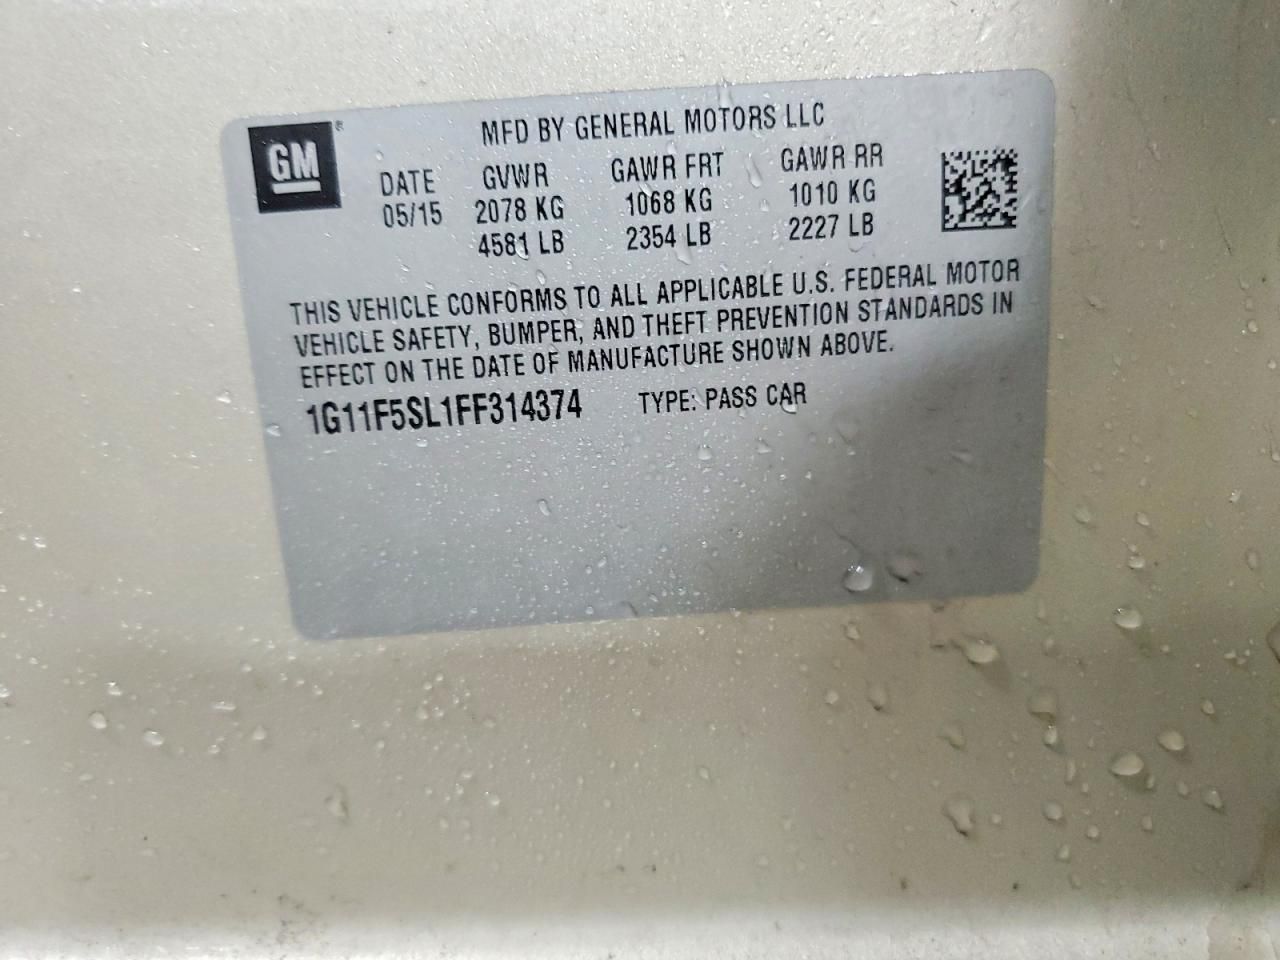 GM
MFD BY GENERAL MOTORS LLC
DATE GVWR GAWR FRT GAWR RR
05/15 2078 KG 1068 KG 1010 KG
4581 LB 2354 LB 2227 LB
THIS VEHICLE CONFORMS TO ALL APPLICABLE U.S. FEDERAL MOTOR
VEHICLE SAFETY, BUMPER, AND THEFT PREVENTION STANDARDS IN
EFFECT ON THE DATE OF MANUFACTURE SHOWN ABOVE.
1G11F5SL1FF314374 TYPE: PASS CAR